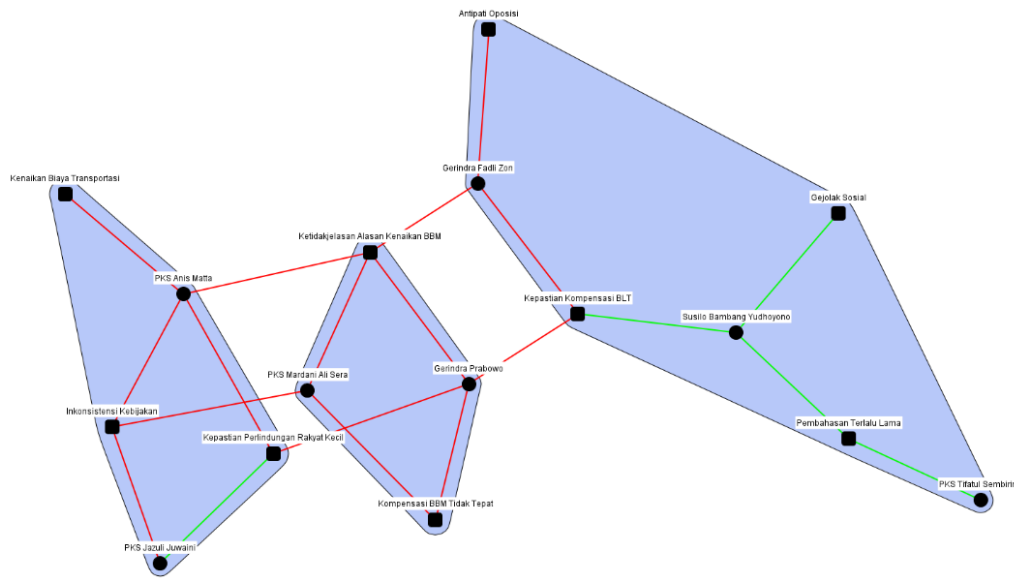 Antipati Oposisi
Gerindra Fadli Zon
Kenaikan Biaya Transportasi
Gejolak Sosial
Ketidakjelasan Alasan Kenaikan BBM
PKS Anis Matta
Kepastian Kompensasi BLT
Susilo Bambang Yudhoyono
Gerindra Prabowo
PKS Mardani Ali Sera
Inkonsistensi Kebijakan
Pembahasan Terlalu Lama
Kepastian Perlindungan Rakyat Kecil
PKS Tifatul Sembirin
Kompensasi BBM Tidak Tepat
PKS Jazuli Juwaini